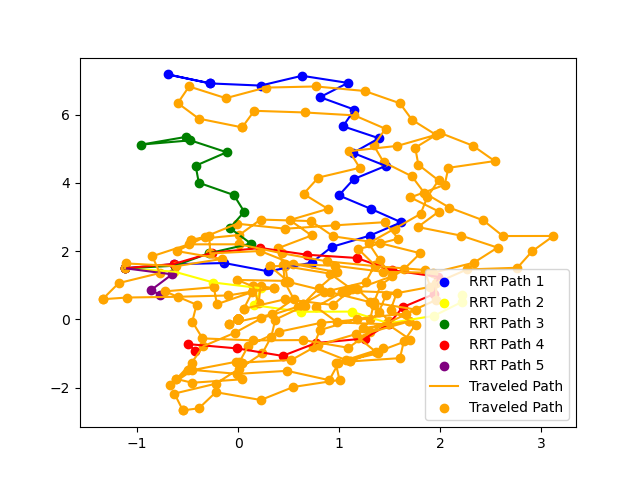 6
4
2
0
−2
−1
0
1
2
3
RRT Path 1
RRT Path 2
RRT Path 3
RRT Path 4
RRT Path 5
Traveled Path
Traveled Path